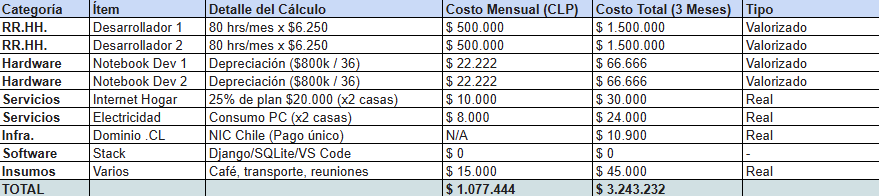 Categoría Ítem Detalle del Cálculo Costo Mensual (CLP) Costo Total (3 Meses) Tipo
RR.HH. Desarrollador 1 80 hrs/mes x $6.250 $ 500.000 $ 1.500.000 Valorizado
RR.HH. Desarrollador 2 80 hrs/mes x $6.250 $ 500.000 $ 1.500.000 Valorizado
Hardware Notebook Dev 1 Depreciación ($800k / 36) $ 22.222 $ 66.666 Valorizado
Hardware Notebook Dev 2 Depreciación ($800k / 36) $ 22.222 $ 66.666 Valorizado
Servicios Internet Hogar 25% de plan $20.000 (x2 casas) $ 10.000 $ 30.000 Real
Servicios Electricidad Consumo PC (x2 casas) $ 8.000 $ 24.000 Real
Infra. Dominio .CL NIC Chile (Pago único) N/A $ 10.900 Real
Software Stack Django/SQLite/VS Code $ 0 $ 0 -
Insumos Varios Café, transporte, reuniones $ 15.000 $ 45.000 Real
TOTAL $ 1.077.444 $ 3.243.232